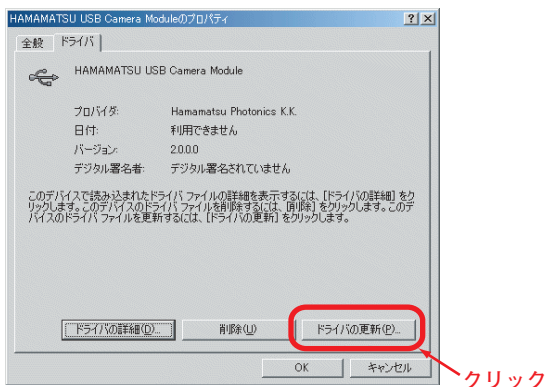 HAMAMATSU USB Camera Moduleのプロパティ
全般 ドライバ
HAMAMATSU USB Camera Module
プロバイダ: Hamamatsu Photonics K.K.
日付: 利用できません
バージョン: 2.0.0.0
デジタル署名者: デジタル署名されていません
このデバイスで読み込まれたドライバ ファイルの詳細を表示するには、[ドライバの詳細] をク
リックします。このデバイスのドライバ ファイルを削除するには、[削除] をクリックします。このデ
バイスのドライバ ファイルを更新するには、[ドライバの更新] をクリックします。
ドライバの詳細(D)... 削除(U) ドライバの更新(P)...
OK キャンセル
クリック